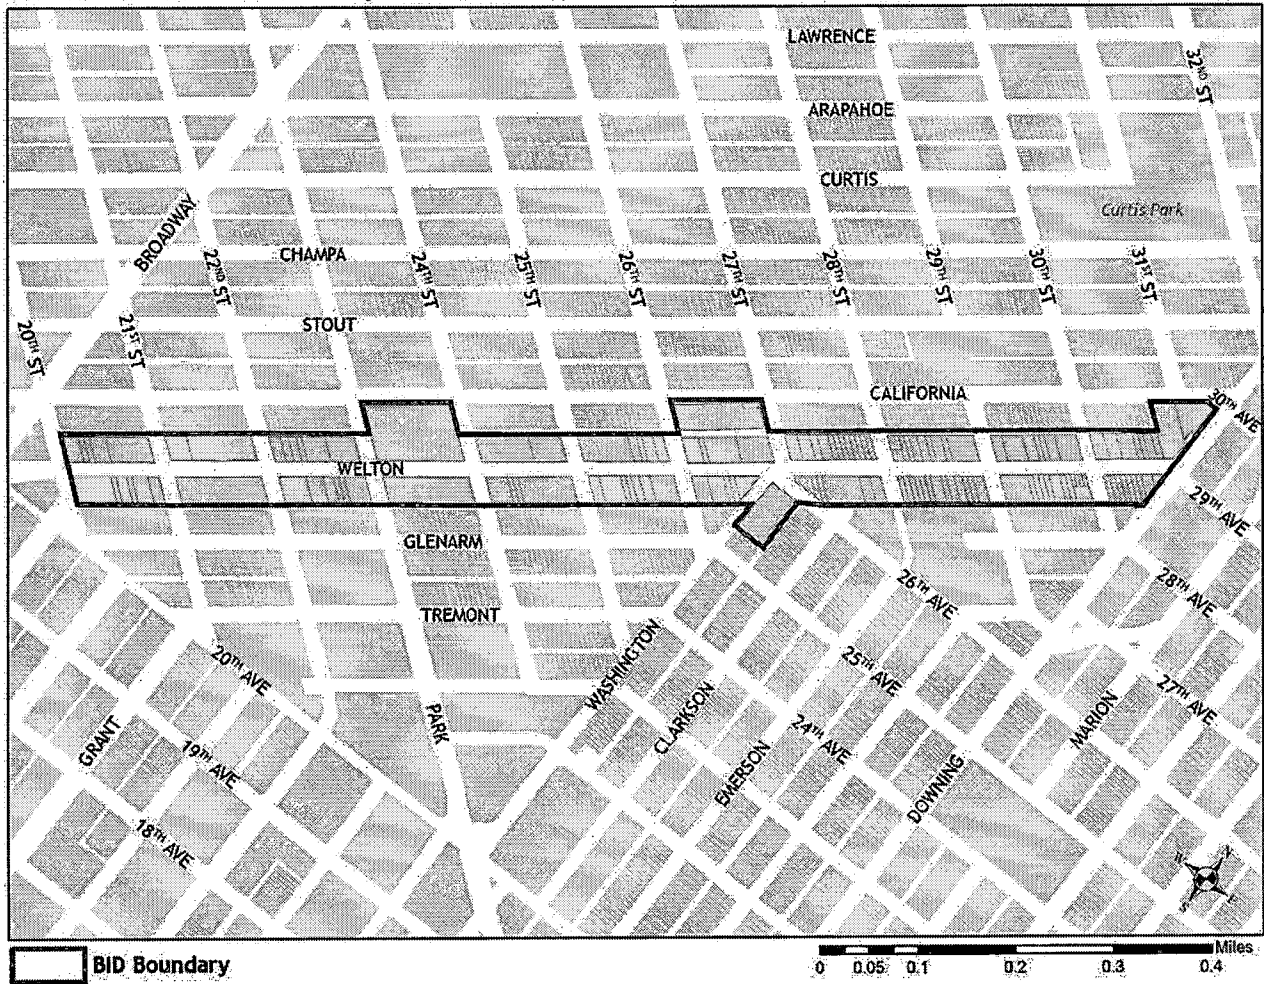 LAWRENCE
32ND ST
ARAPAHOE
CURTIS
Curtis Park
BROADWAY
22ND ST
CHAMPA
24TH ST
25TH ST
26TH ST
27TH ST
28TH ST
29TH ST
30TH ST
31ST ST
20TH ST
21ST ST
STOUT
CALIFORNIA
30TH AVE
WELTON
29TH AVE
GLENARM
26TH AVE
28TH AVE
TREMONT
WASHINGTON
20TH AVE
25TH AVE
27TH AVE
PARK
CLARKSON
MARION
GRANT
19TH AVE
24TH AVE
EMERSON
DOWNING
18TH AVE
N
W
E
S
BID Boundary
Miles
0 0.05 0.1 0.2 0.3 0.4